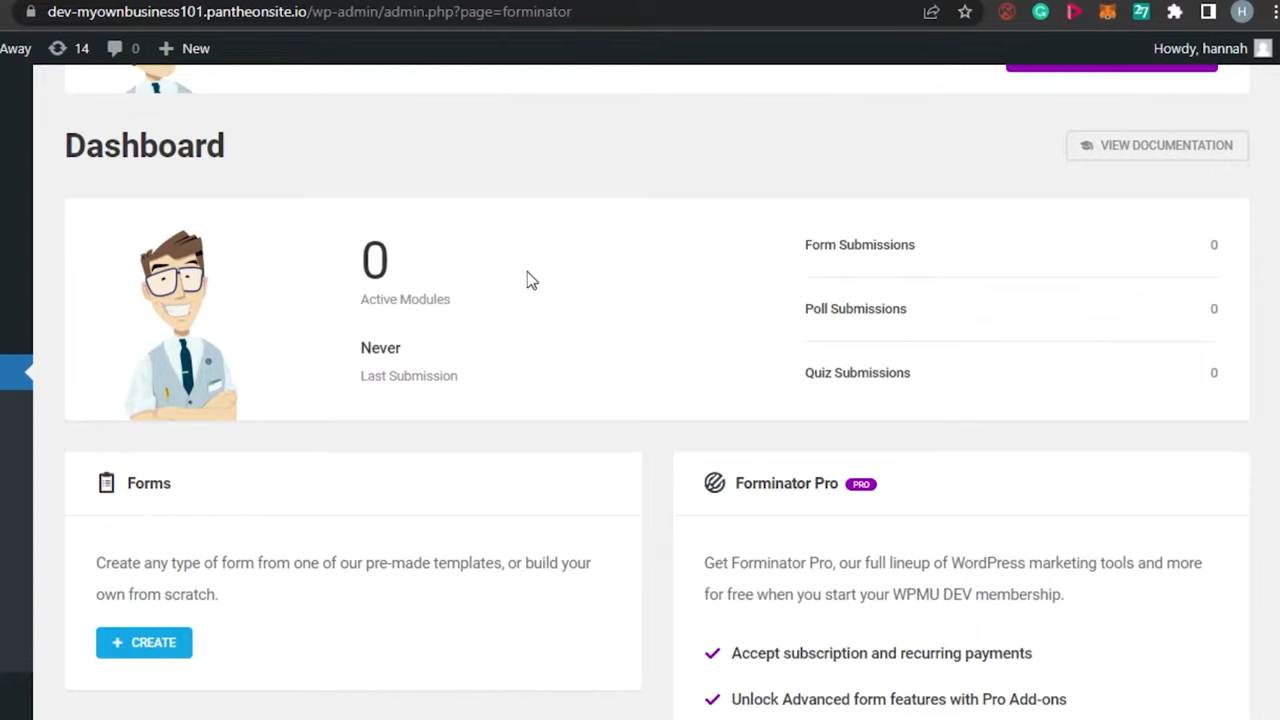 dev-myownbusiness101.pantheonsite.io/wp-admin/admin.php?page=forminator
H
Away 14 0 New Howdy, hannah
Dashboard
VIEW DOCUMENTATION
0
Active Modules
Never
Last Submission
Form Submissions 0
Poll Submissions 0
Quiz Submissions 0
Forms
Create any type of form from one of our pre-made templates, or build your
own from scratch.
+ CREATE
Forminator Pro PRO
Get Forminator Pro, our full lineup of WordPress marketing tools and more
for free when you start your WPMU DEV membership.
Accept subscription and recurring payments
Unlock Advanced form features with Pro Add-ons